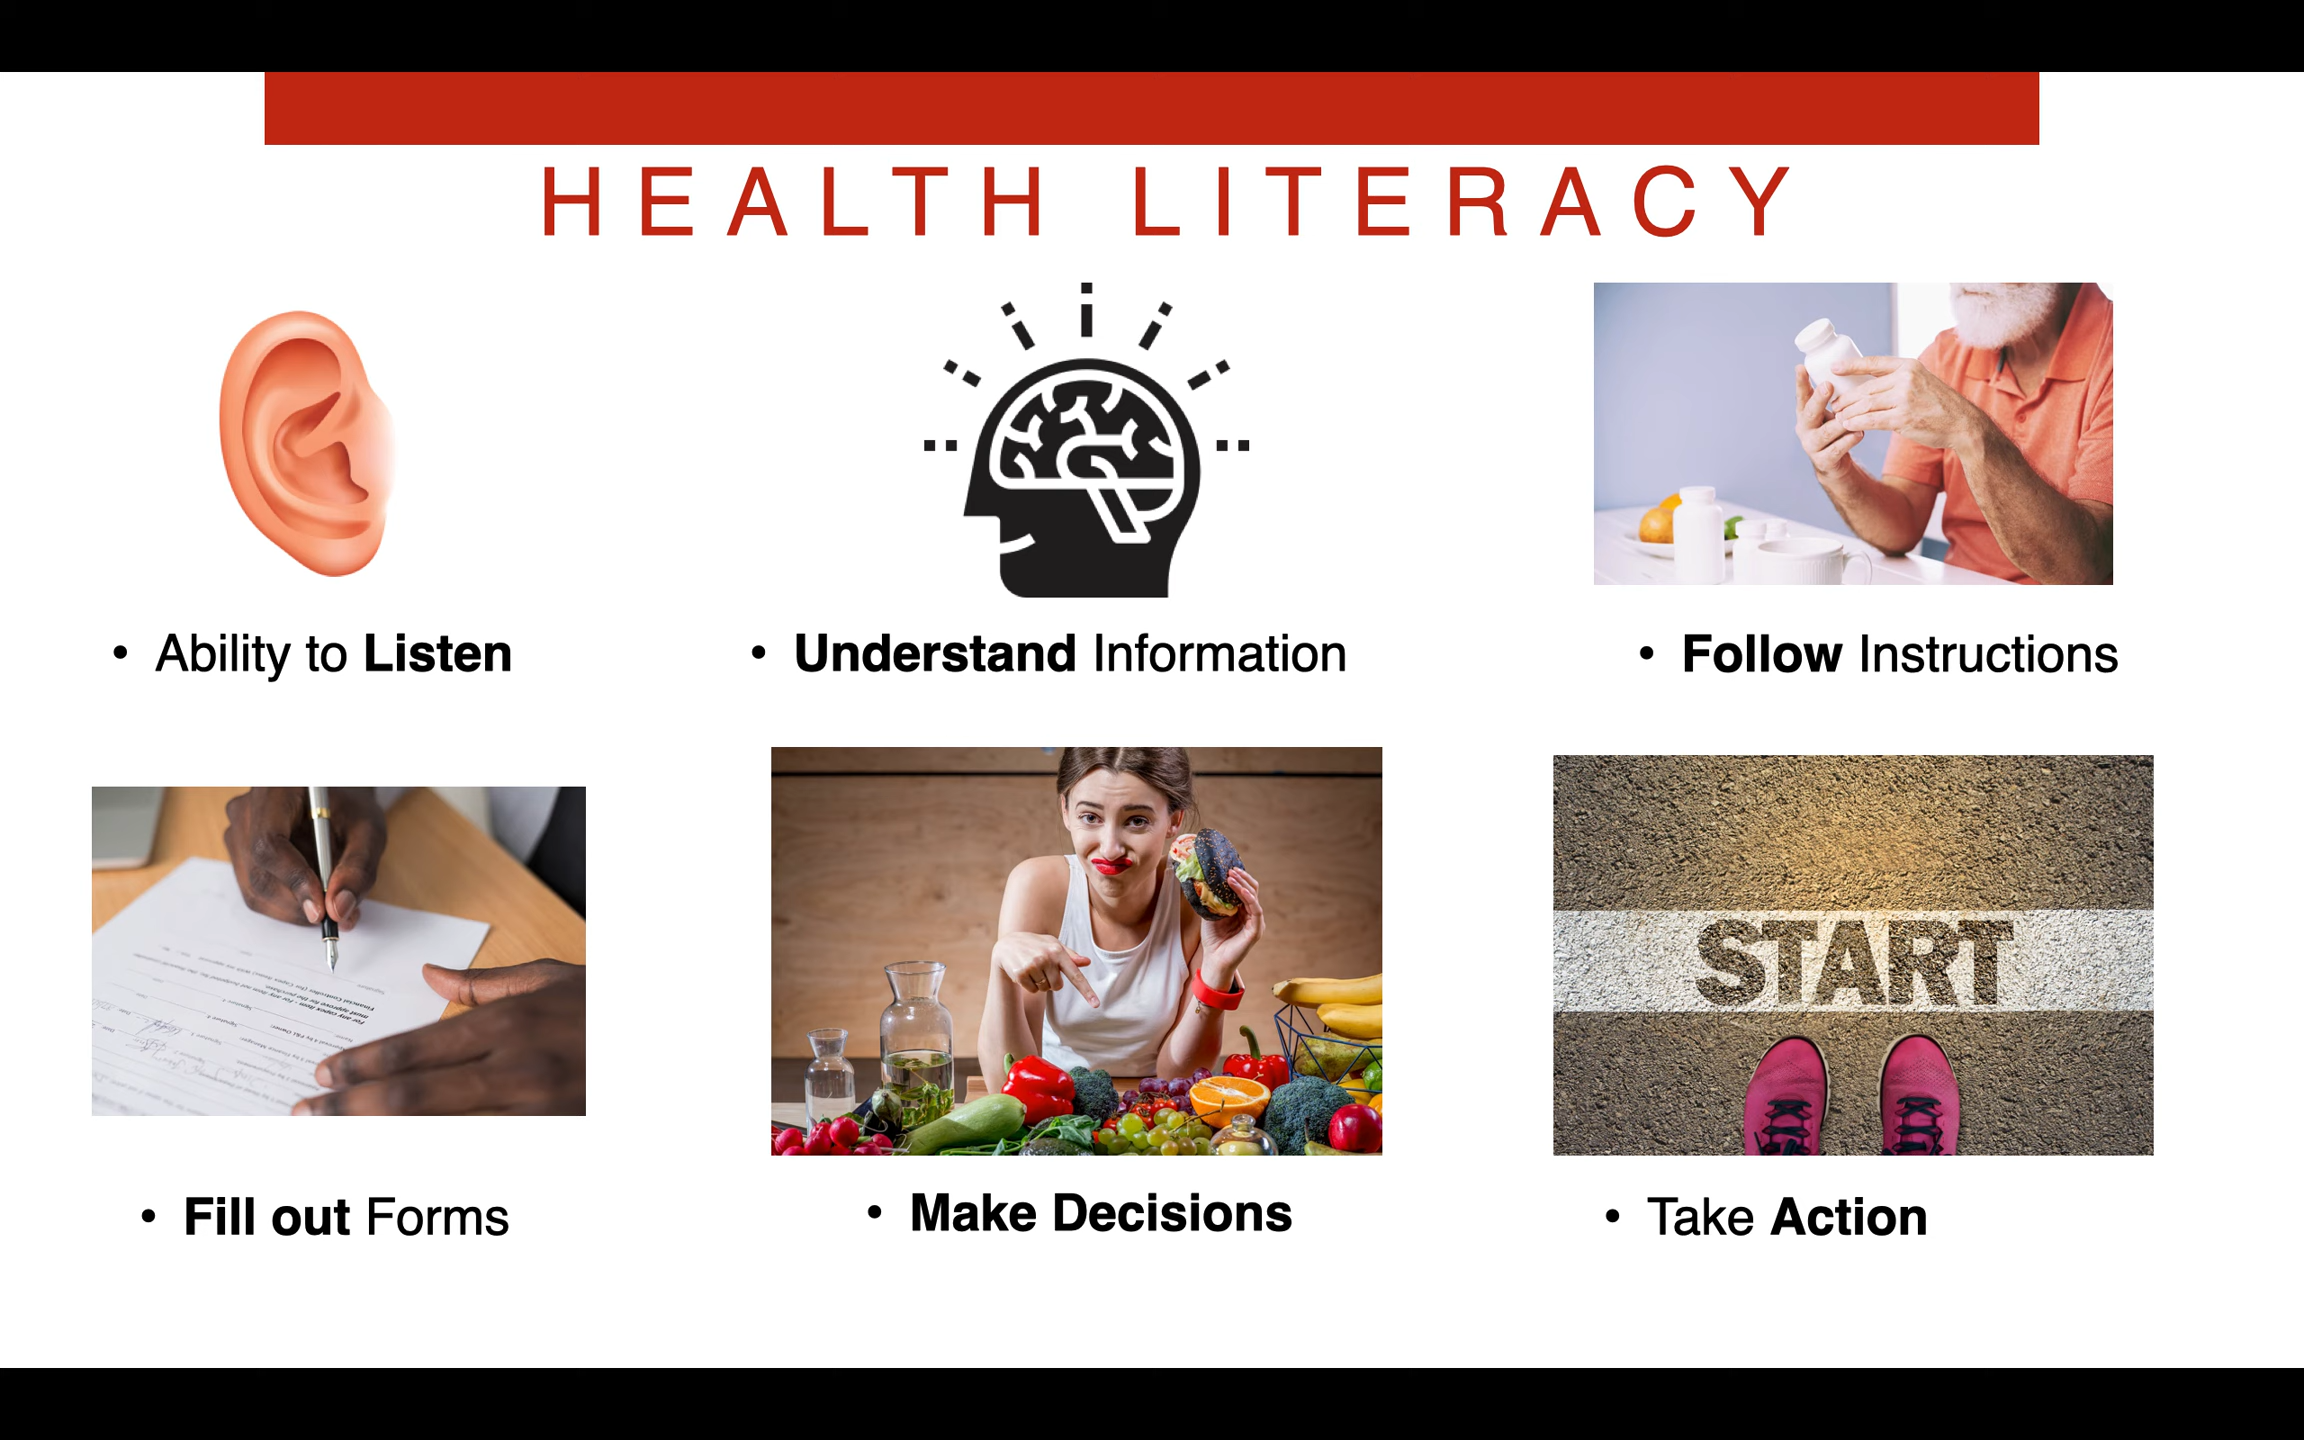 HEALTH LITERACY
• Ability to Listen
• Understand Information
• Follow Instructions
START
• Fill out Forms
• Make Decisions
• Take Action